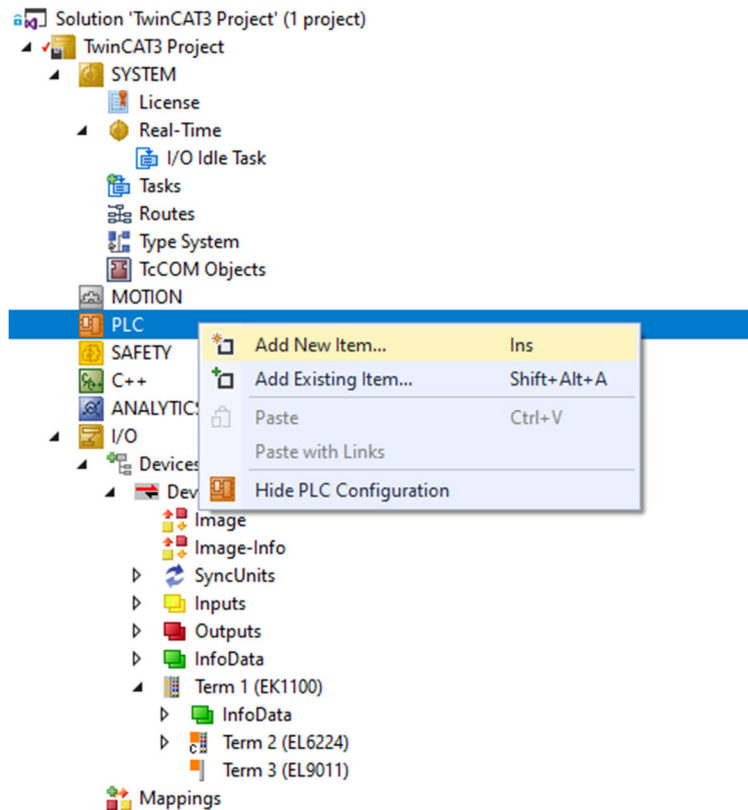 Solution 'TwinCAT3 Project' (1 project)
TwinCAT3 Project
SYSTEM
License
Real-Time
I/O Idle Task
Tasks
Routes
Type System
TcCOM Objects
MOTION
PLC
Add New Item... Ins
SAFETY
C++
Add Existing Item... Shift+Alt+A
ANALYTICS
Paste Ctrl+V
I/O
Paste with Links
Devices
Hide PLC Configuration
Dev
Image
Image-Info
SyncUnits
Inputs
Outputs
InfoData
Term 1 (EK1100)
InfoData
Term 2 (EL6224)
Term 3 (EL9011)
Mappings